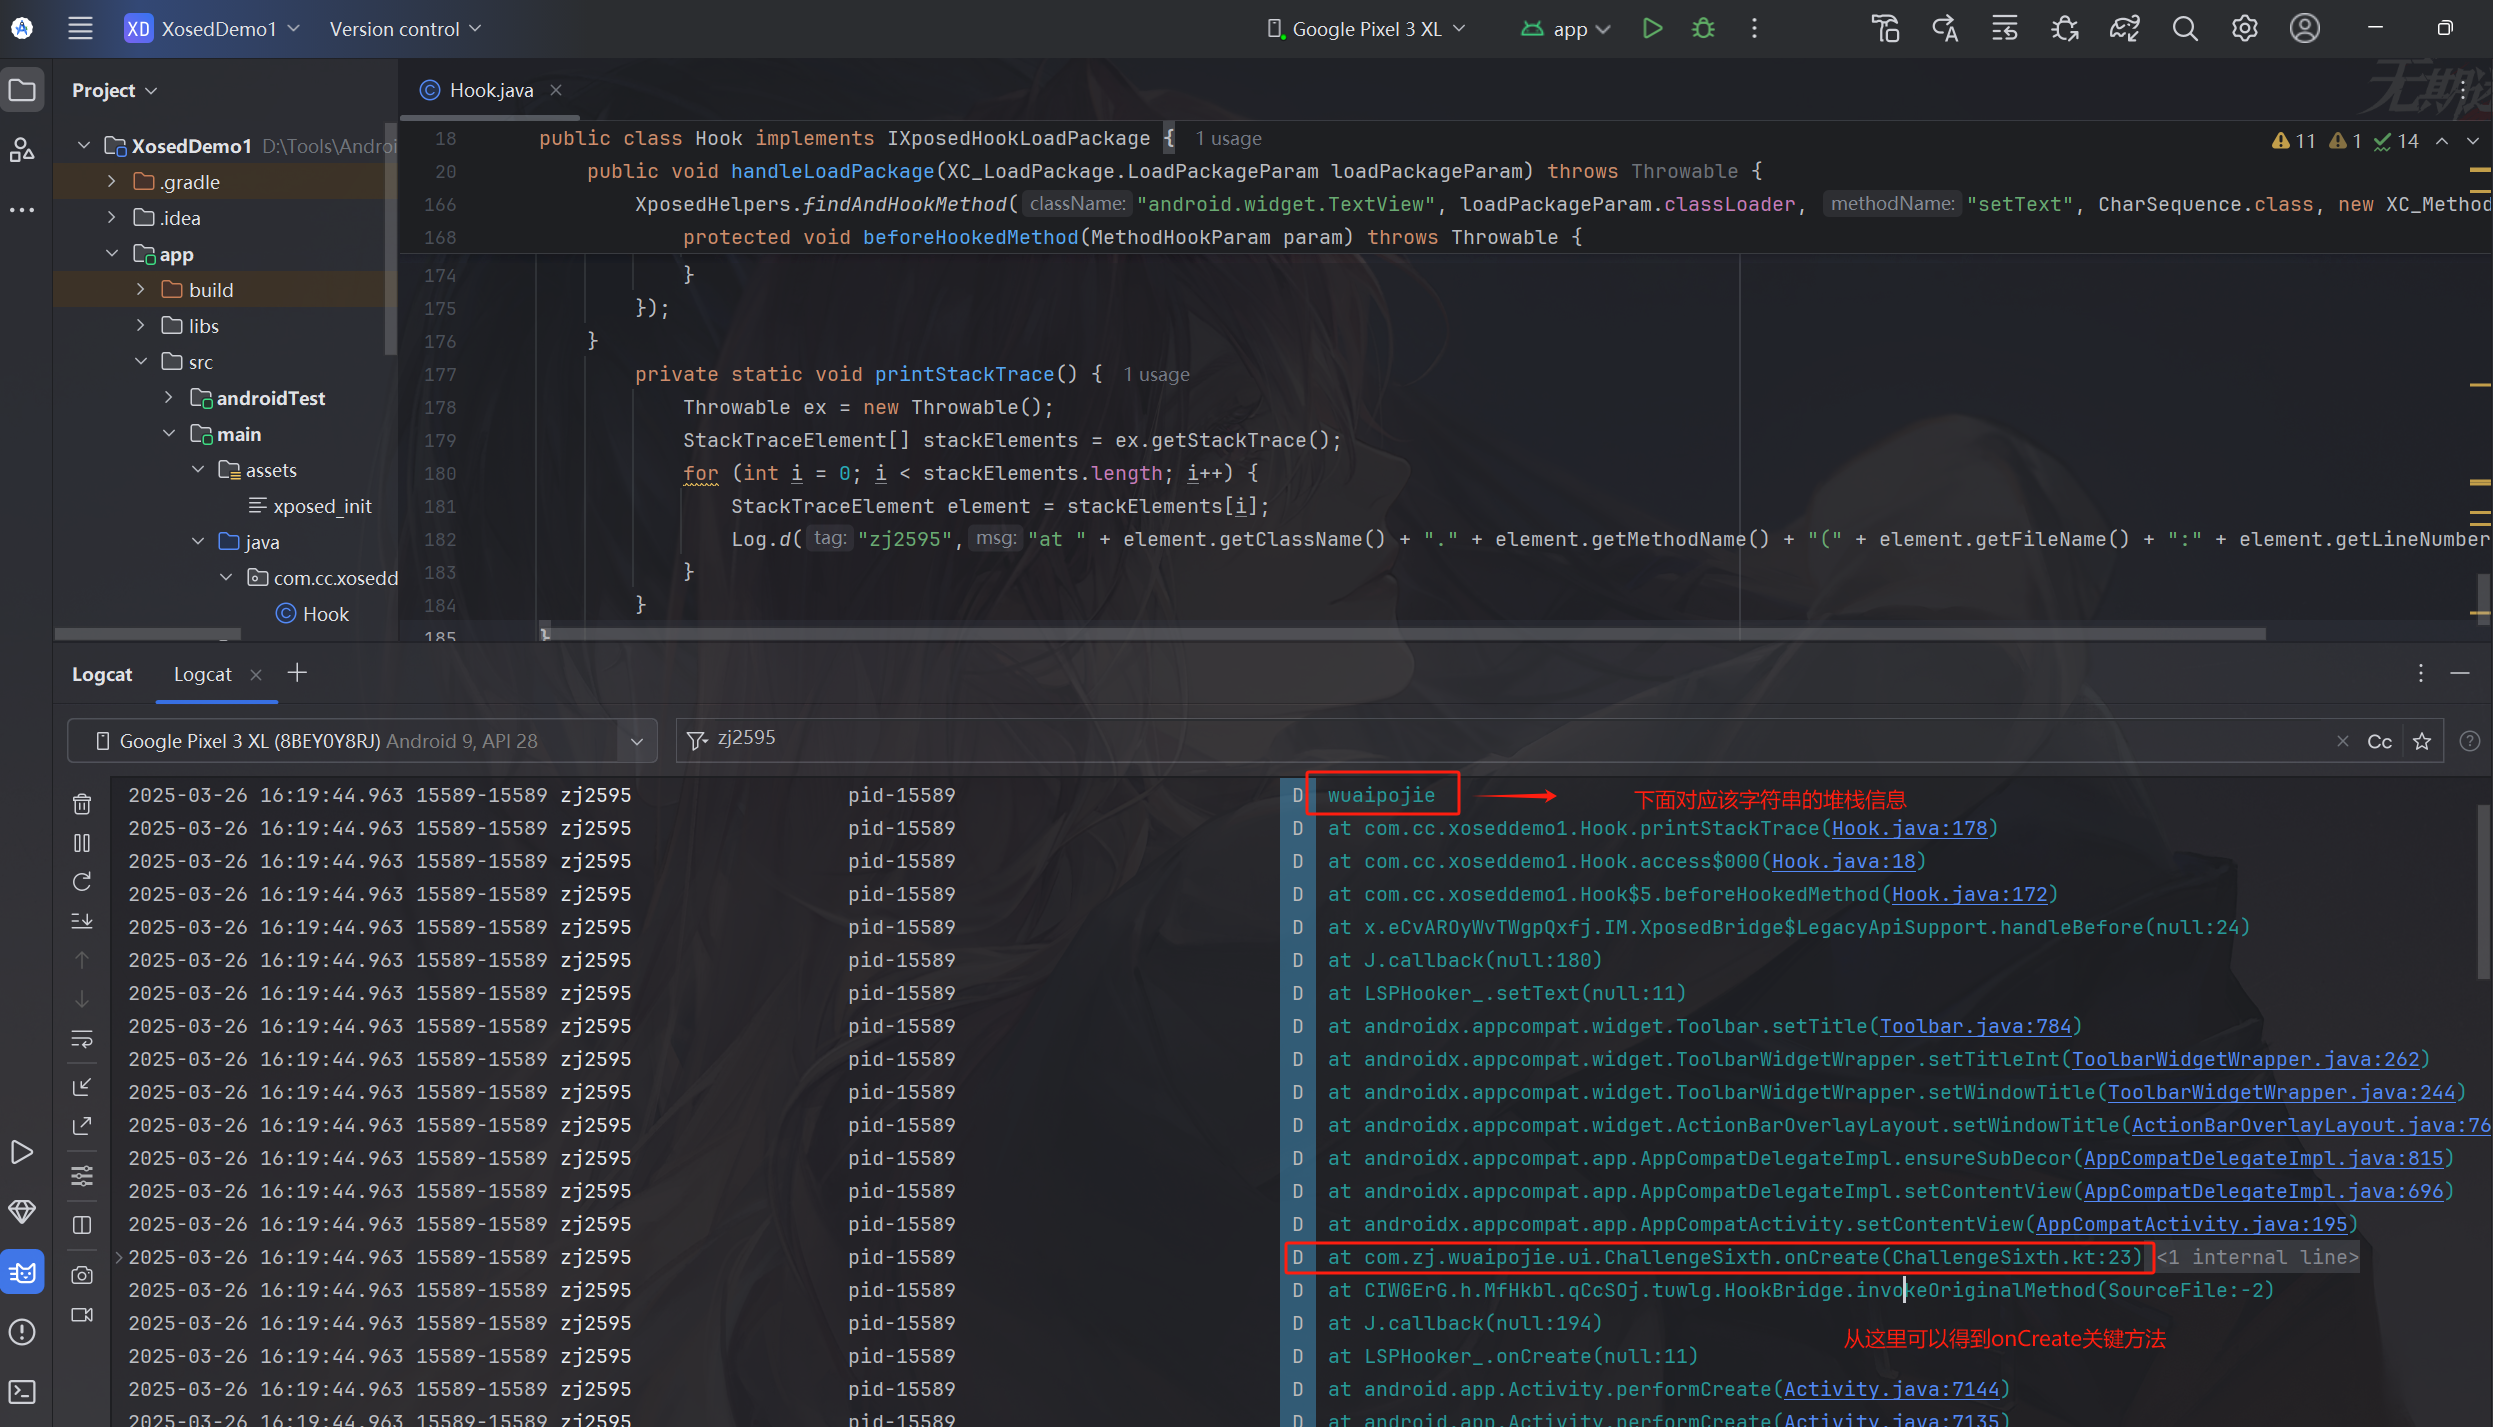 XD XosedDemo1 Version control Google Pixel 3 XL app
Project
Hook.java
XosedDemo1 D:\Tools\Androi
.gradle
.idea
app
build
libs
src
androidTest
main
assets
xposed_init
java
com.cc.xosedd
Hook
18 public class Hook implements IXposedHookLoadPackage { 1 usage
11 1 14
20 public void handleLoadPackage(XC_LoadPackage.LoadPackageParam loadPackageParam) throws Throwable {
166 XposedHelpers.findAndHookMethod( className: "android.widget.TextView", loadPackageParam.classLoader, methodName: "setText", CharSequence.class, new XC_Method
168 protected void beforeHookedMethod(MethodHookParam param) throws Throwable {
174 }
175 });
176 }
177 private static void printStackTrace() { 1 usage
178 Throwable ex = new Throwable();
179 StackTraceElement[] stackElements = ex.getStackTrace();
180 for (int i = 0; i < stackElements.length; i++) {
181 StackTraceElement element = stackElements[i];
182 Log.d( tag: "zj2595", msg: "at " + element.getClassName() + "." + element.getMethodName() + "(" + element.getFileName() + ":" + element.getLineNumber
183 }
184 }
185 }
Logcat Logcat
Google Pixel 3 XL (8BEY0Y8RJ) Android 9, API 28 zj2595 Cc
2025-03-26 16:19:44.963 15589-15589 zj2595 pid-15589 D wuaipojie 下面对应该字符串的堆栈信息
2025-03-26 16:19:44.963 15589-15589 zj2595 pid-15589 D at com.cc.xoseddemo1.Hook.printStackTrace(Hook.java:178)
2025-03-26 16:19:44.963 15589-15589 zj2595 pid-15589 D at com.cc.xoseddemo1.Hook.access$000(Hook.java:18)
2025-03-26 16:19:44.963 15589-15589 zj2595 pid-15589 D at com.cc.xoseddemo1.Hook$5.beforeHookedMethod(Hook.java:172)
2025-03-26 16:19:44.963 15589-15589 zj2595 pid-15589 D at x.eCvAROyWvTWgpQxfj.IM.XposedBridge$LegacyApiSupport.handleBefore(null:24)
2025-03-26 16:19:44.963 15589-15589 zj2595 pid-15589 D at J.callback(null:180)
2025-03-26 16:19:44.963 15589-15589 zj2595 pid-15589 D at LSPHooker_.setText(null:11)
2025-03-26 16:19:44.963 15589-15589 zj2595 pid-15589 D at androidx.appcompat.widget.Toolbar.setTitle(Toolbar.java:784)
2025-03-26 16:19:44.963 15589-15589 zj2595 pid-15589 D at androidx.appcompat.widget.ToolbarWidgetWrapper.setTitleInt(ToolbarWidgetWrapper.java:262)
2025-03-26 16:19:44.963 15589-15589 zj2595 pid-15589 D at androidx.appcompat.widget.ToolbarWidgetWrapper.setWindowTitle(ToolbarWidgetWrapper.java:244)
2025-03-26 16:19:44.963 15589-15589 zj2595 pid-15589 D at androidx.appcompat.widget.ActionBarOverlayLayout.setWindowTitle(ActionBarOverlayLayout.java:76
2025-03-26 16:19:44.963 15589-15589 zj2595 pid-15589 D at androidx.appcompat.app.AppCompatDelegateImpl.ensureSubDecor(AppCompatDelegateImpl.java:815)
2025-03-26 16:19:44.963 15589-15589 zj2595 pid-15589 D at androidx.appcompat.app.AppCompatDelegateImpl.setContentView(AppCompatDelegateImpl.java:696)
2025-03-26 16:19:44.963 15589-15589 zj2595 pid-15589 D at androidx.appcompat.app.AppCompatActivity.setContentView(AppCompatActivity.java:195)
2025-03-26 16:19:44.963 15589-15589 zj2595 pid-15589 D at com.zj.wuaipojie.ui.ChallengeSixth.onCreate(ChallengeSixth.kt:23) <1 internal line>
2025-03-26 16:19:44.963 15589-15589 zj2595 pid-15589 D at CIWGErG.h.MfHkbl.qCcSOj.tuwlg.HookBridge.invokeOriginalMethod(SourceFile:-2)
2025-03-26 16:19:44.963 15589-15589 zj2595 pid-15589 D at J.callback(null:194)
从这里可以得到onCreate关键方法
2025-03-26 16:19:44.963 15589-15589 zj2595 pid-15589 D at LSPHooker_.onCreate(null:11)
2025-03-26 16:19:44.963 15589-15589 zj2595 pid-15589 D at android.app.Activity.performCreate(Activity.java:7144)
2025-03-26 16:19:44.963 15589-15589 zj2595 pid-15589 D at android.app.Activity.performCreate(Activity.java:7135)